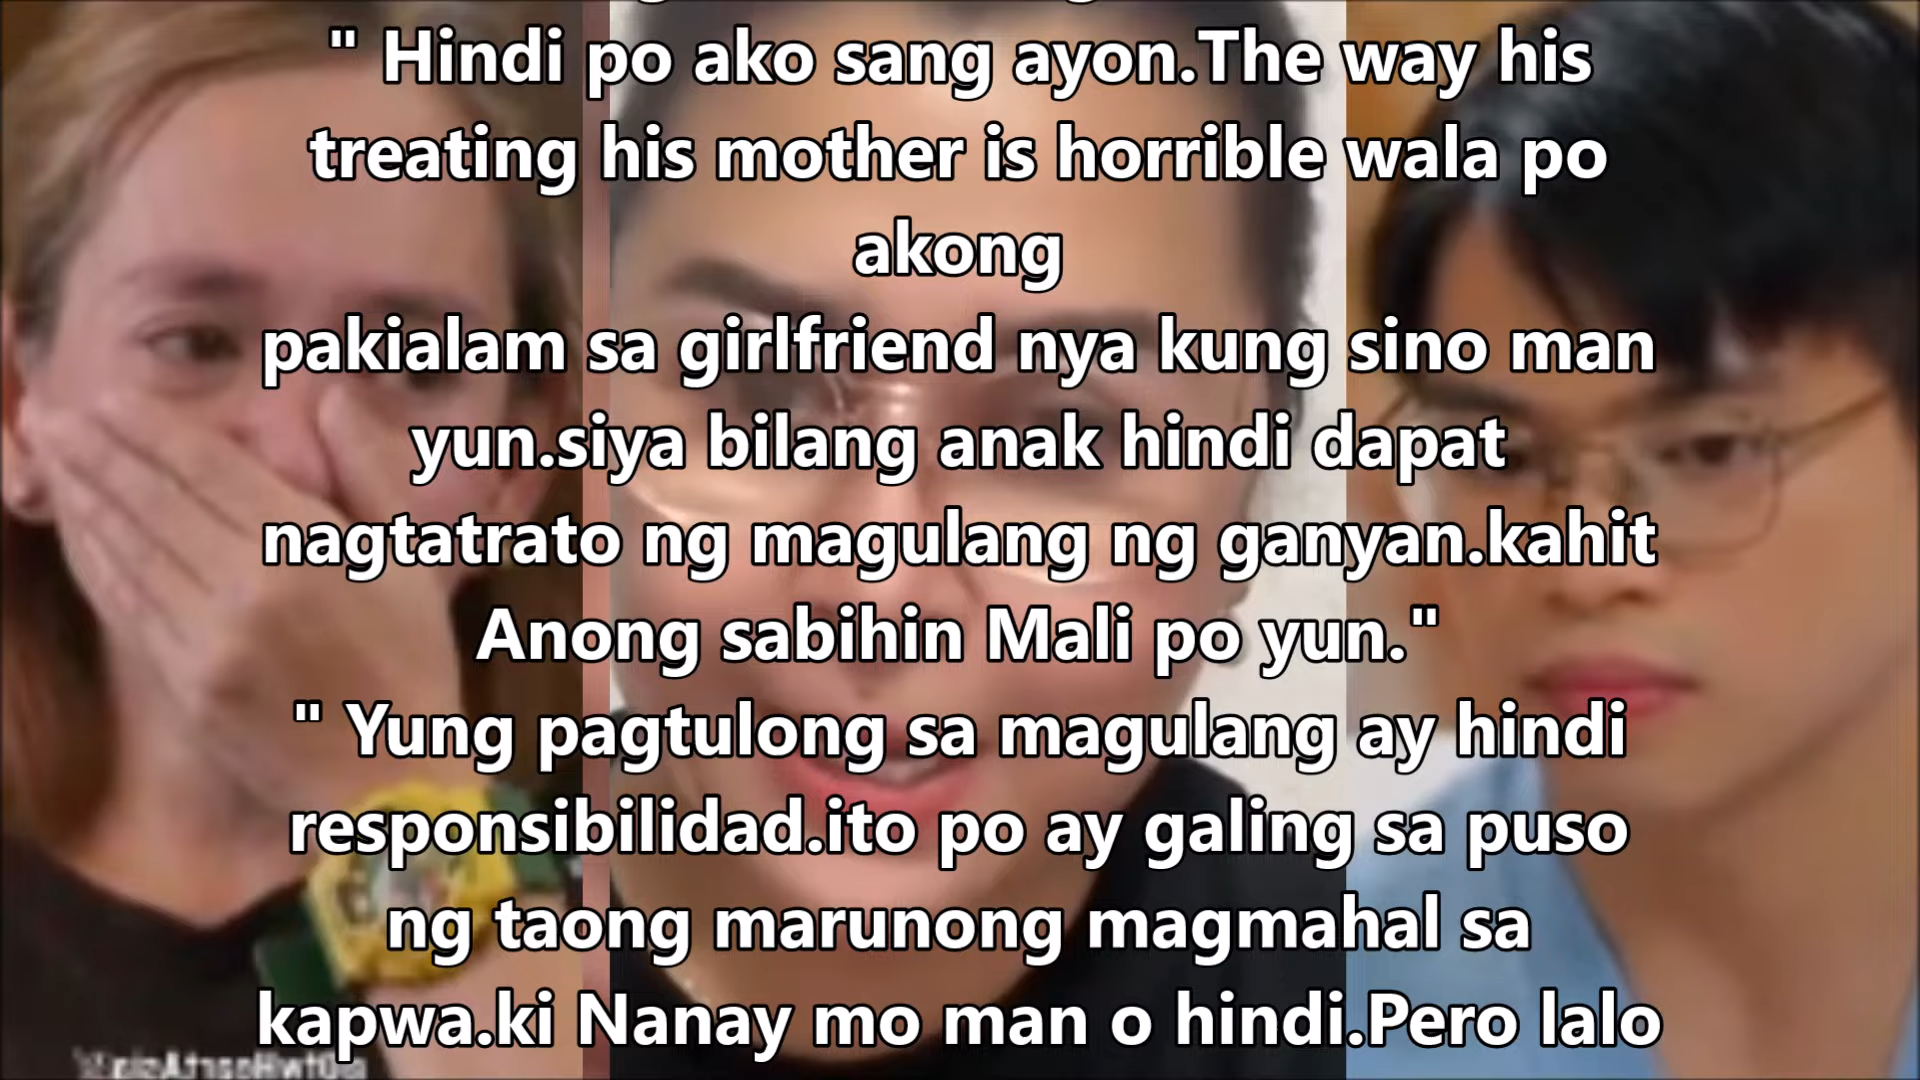 " Hindi po ako sang ayon.The way his
treating his mother is horrible wala po
akong
pakialam sa girlfriend nya kung sino man
yun.siya bilang anak hindi dapat
nagtatrato ng magulang ng ganyan.kahit
Anong sabihin Mali po yun."
" Yung pagtulong sa magulang ay hindi
responsibilidad.ito po ay galing sa puso
ng taong marunong magmahal sa
kapwa.ki Nanay mo man o hindi.Pero lalo